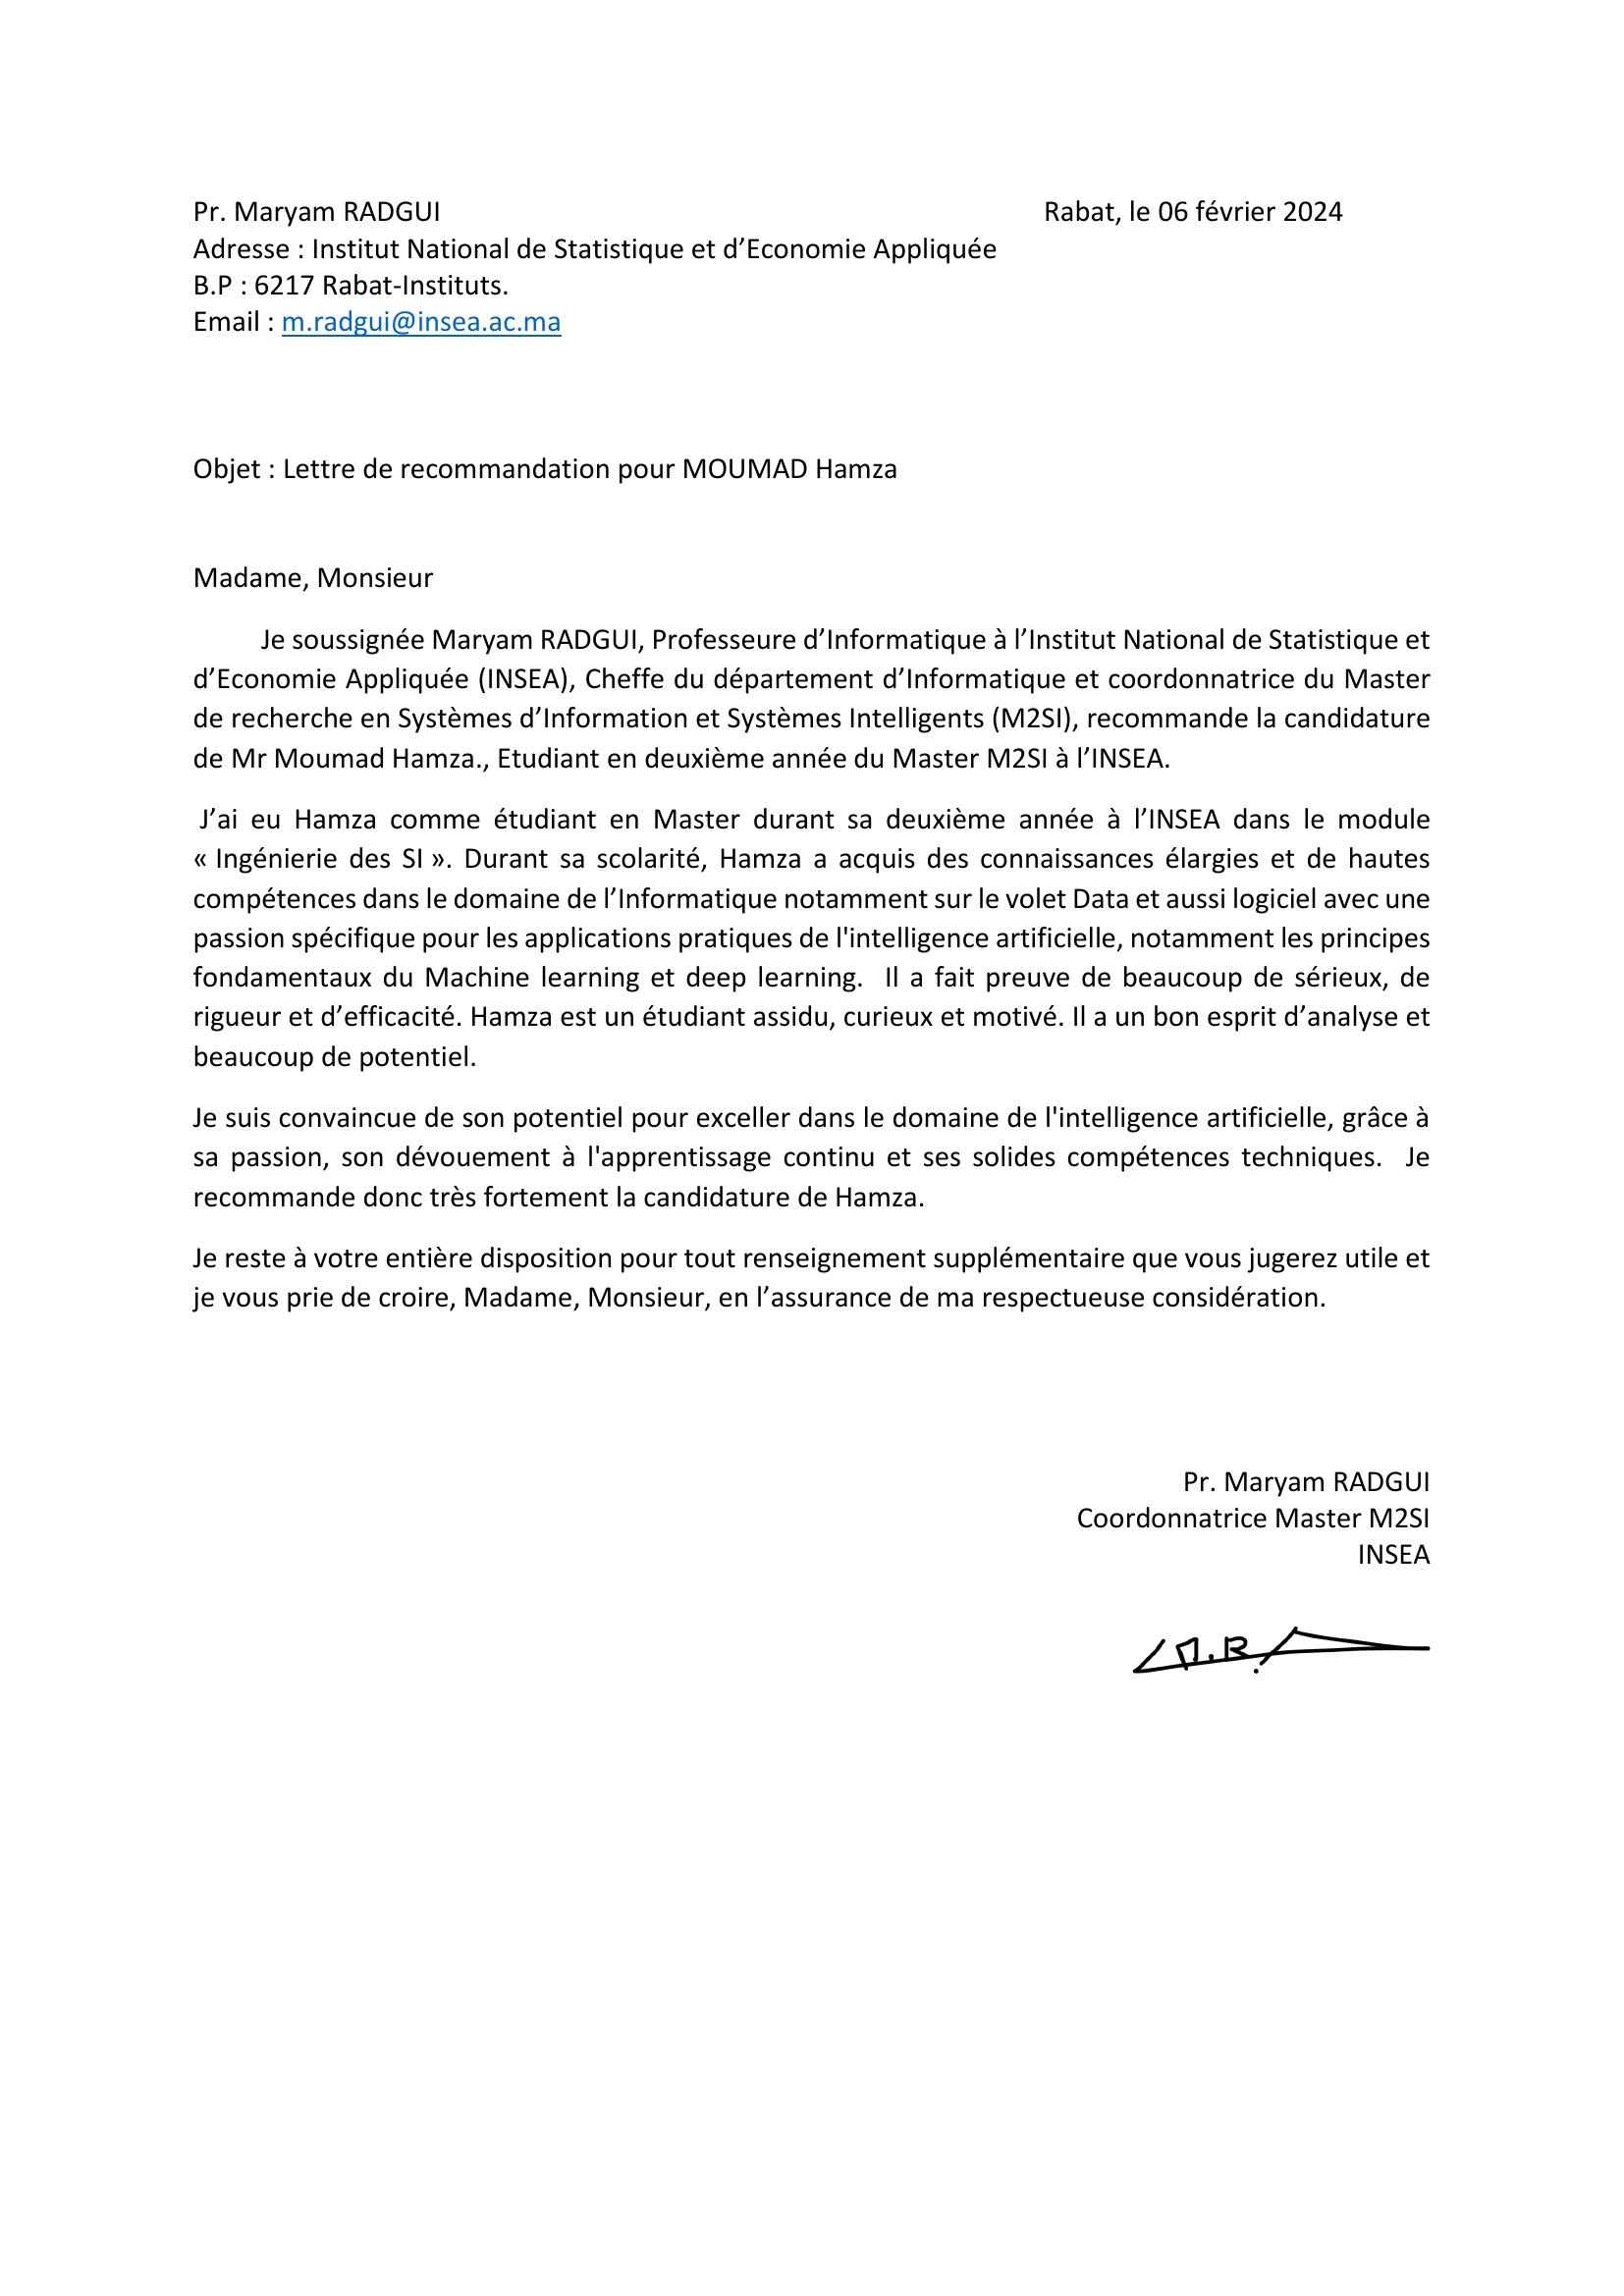 Pr. Maryam RADGUI Rabat, le 06 février 2024
Adresse : Institut National de Statistique et d’Economie Appliquée
B.P : 6217 Rabat-Instituts.
Email : m.radgui@insea.ac.ma
Objet : Lettre de recommandation pour MOUMAD Hamza
Madame, Monsieur
Je soussignée Maryam RADGUI, Professeure d’Informatique à l’Institut National de Statistique et
d’Economie Appliquée (INSEA), Cheffe du département d’Informatique et coordonnatrice du Master
de recherche en Systèmes d’Information et Systèmes Intelligents (M2SI), recommande la candidature
de Mr Moumad Hamza., Etudiant en deuxième année du Master M2SI à l’INSEA.
J’ai eu Hamza comme étudiant en Master durant sa deuxième année à l’INSEA dans le module
« Ingénierie des SI ». Durant sa scolarité, Hamza a acquis des connaissances élargies et de hautes
compétences dans le domaine de l’Informatique notamment sur le volet Data et aussi logiciel avec une
passion spécifique pour les applications pratiques de l'intelligence artificielle, notamment les principes
fondamentaux du Machine learning et deep learning.  Il a fait preuve de beaucoup de sérieux, de
rigueur et d’efficacité. Hamza est un étudiant assidu, curieux et motivé. Il a un bon esprit d’analyse et
beaucoup de potentiel.
Je suis convaincue de son potentiel pour exceller dans le domaine de l'intelligence artificielle, grâce à
sa passion, son dévouement à l'apprentissage continu et ses solides compétences techniques.  Je
recommande donc très fortement la candidature de Hamza.
Je reste à votre entière disposition pour tout renseignement supplémentaire que vous jugerez utile et
je vous prie de croire, Madame, Monsieur, en l’assurance de ma respectueuse considération.
Pr. Maryam RADGUI
Coordonnatrice Master M2SI
INSEA
M.R.